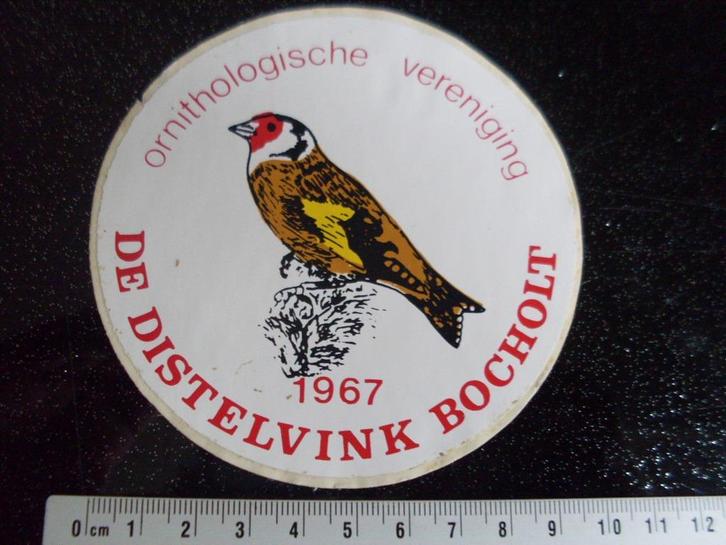 ornithologische vereniging
1967
DE DISTELVINK BOCHOLT
0 cm 1 2 3 4 5 6 7 8 9 10 11 12